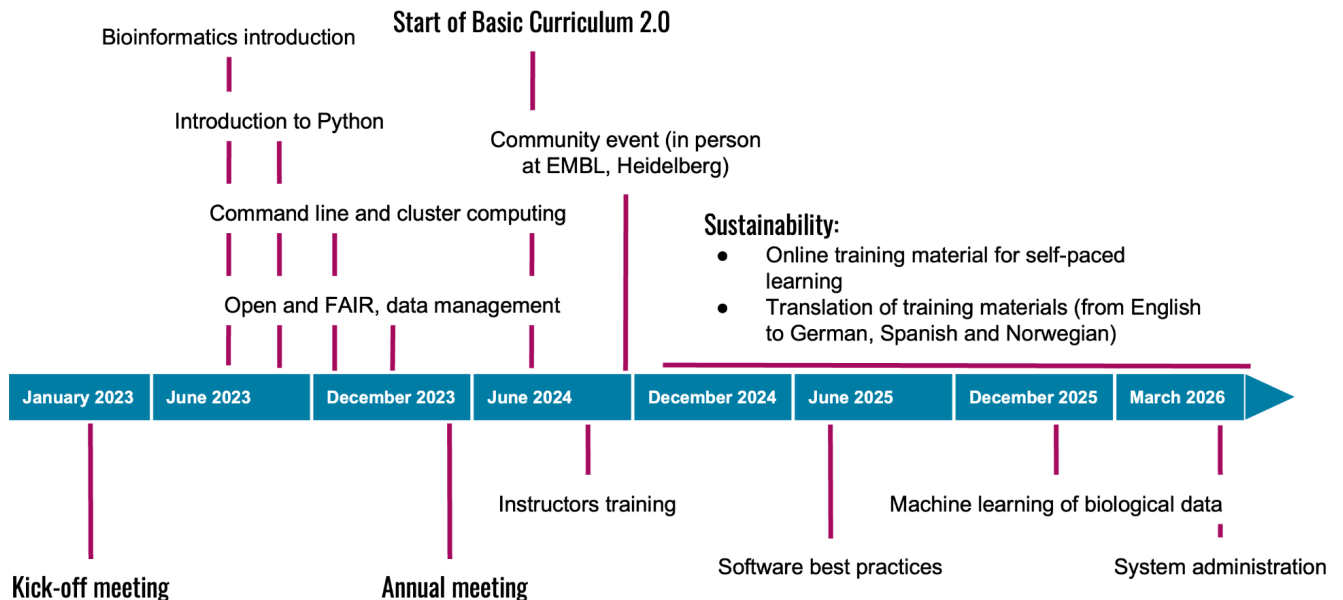 Start of Basic Curriculum 2.0
Bioinformatics introduction
Introduction to Python
Community event (in person
at EMBL, Heidelberg)
Command line and cluster computing
Sustainability:
● Online training material for self-paced
learning
● Translation of training materials (from English
to German, Spanish and Norwegian)
Open and FAIR, data management
January 2023
June 2023
December 2023
June 2024
December 2024
June 2025
December 2025
March 2026
Instructors training
Machine learning of biological data
Software best practices
System administration
Kick-off meeting
Annual meeting